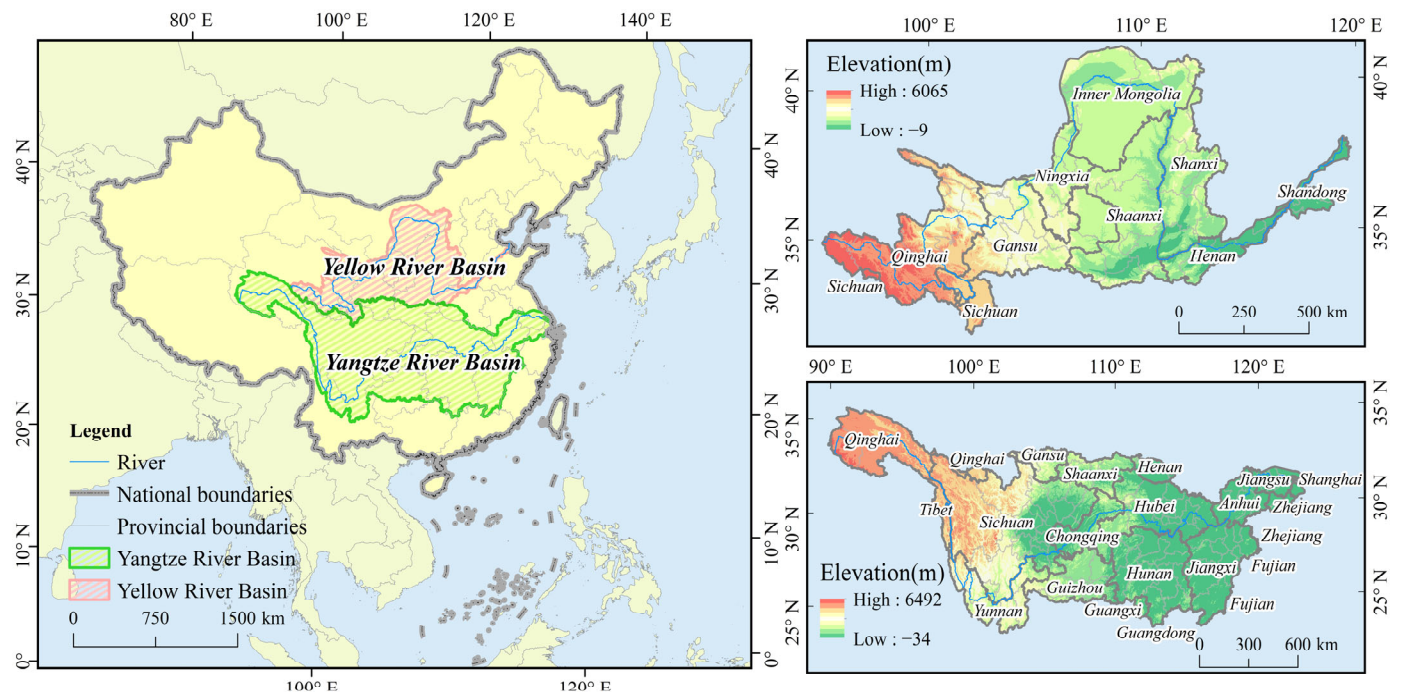 80° E 100° E 120° E 140° E
40° N
30° N
20° N
10° N
0°
40° N
30° N
20° N
10° N
0°
100° E 120° E
Yellow River Basin
Yangtze River Basin
Legend
River
National boundaries
Provincial boundaries
Yangtze River Basin
Yellow River Basin
0 750 1500 km
100° E 110° E 120° E
40° N
35° N
40° N
35° N
Elevation(m)
High : 6065
Low : −9
Inner Mongolia
Ningxia
Shanxi
Shandong
Shaanxi
Gansu
Qinghai
Henan
Sichuan
Sichuan
0 250 500 km
90° E 100° E 110° E 120° E
35° N
30° N
25° N
35° N
30° N
25° N
Qinghai
Qinghai
Gansu
Shaanxi
Henan
Jiangsu
Shanghai
Tibet
Sichuan
Hubei
Anhui
Zhejiang
Chongqing
Zhejiang
Hunan
Jiangxi
Fujian
Guizhou
Yunnan
Guangxi
Fujian
Guangdong
Elevation(m)
High : 6492
Low : −34
0 300 600 km